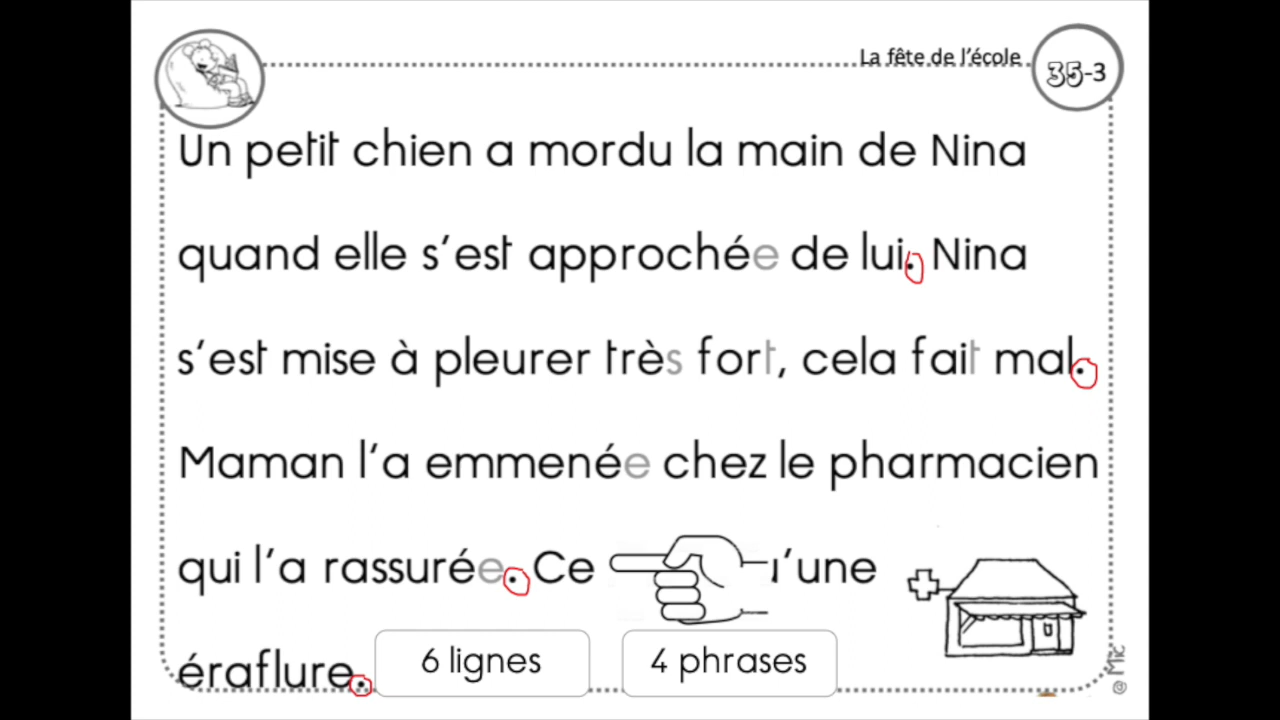 La fête de l'école
35-3
Un petit chien a mordu la main de Nina
quand elle s'est approchée de lui. Nina
s'est mise à pleurer très fort, cela fait mal.
Maman l'a emmenée chez le pharmacien
qui l'a rassurée. Ce 'une
éraflure.
6 lignes
4 phrases
@ Mic